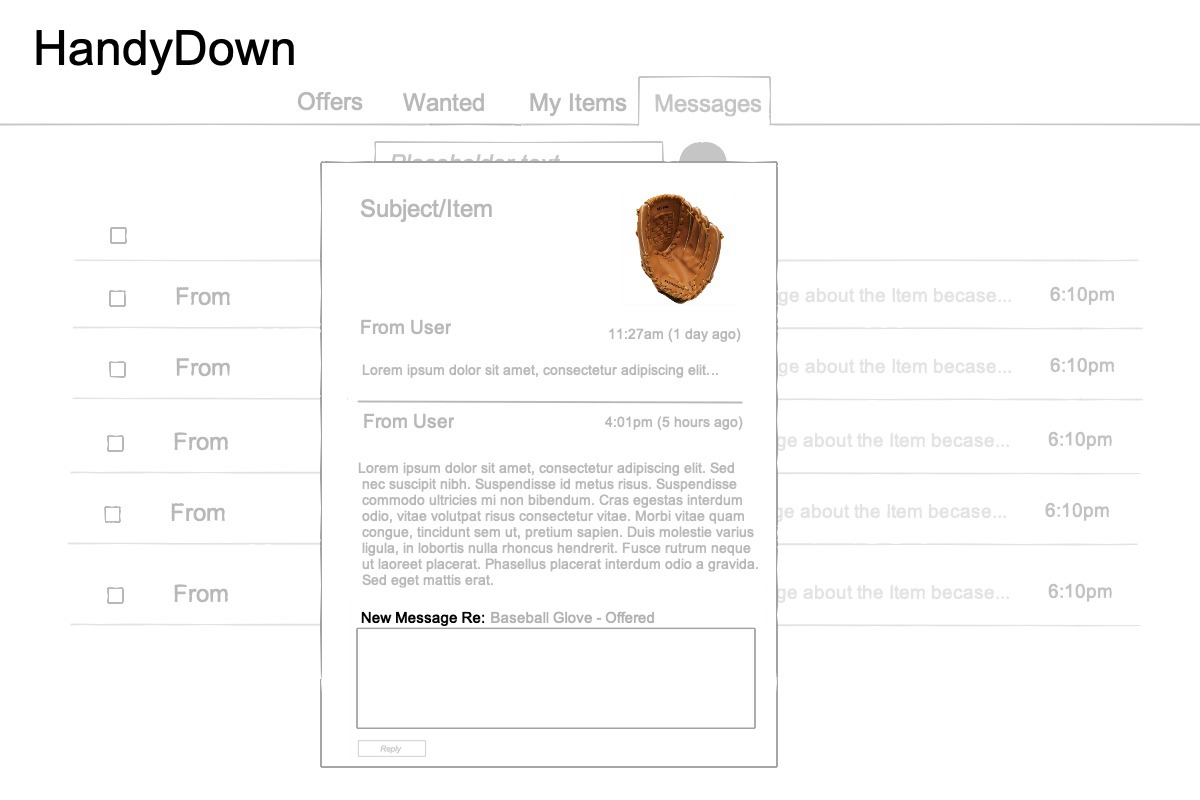 HandyDown
Offers Wanted My Items Messages
Placeholder text
Subject/Item
From User 11:27am (1 day ago)
Lorem ipsum dolor sit amet, consectetur adipiscing elit...
From User 4:01pm (5 hours ago)
Lorem ipsum dolor sit amet, consectetur adipiscing elit. Sed
nec suscipit nibh. Suspendisse id metus risus. Suspendisse
commodo ultricies mi non bibendum. Cras egestas interdum
odio, vitae volutpat risus consectetur vitae. Morbi vitae quam
congue, tincidunt sem ut, pretium sapien. Duis molestie varius
ligula, in lobortis nulla rhoncus hendrerit. Fusce rutrum neque
ut laoreet placerat. Phasellus placerat interdum odio a gravida.
Sed eget mattis erat.
New Message Re: Baseball Glove - Offered
Reply
From about the Item becase... 6:10pm
From about the Item becase... 6:10pm
From about the Item becase... 6:10pm
From about the Item becase... 6:10pm
From about the Item becase... 6:10pm